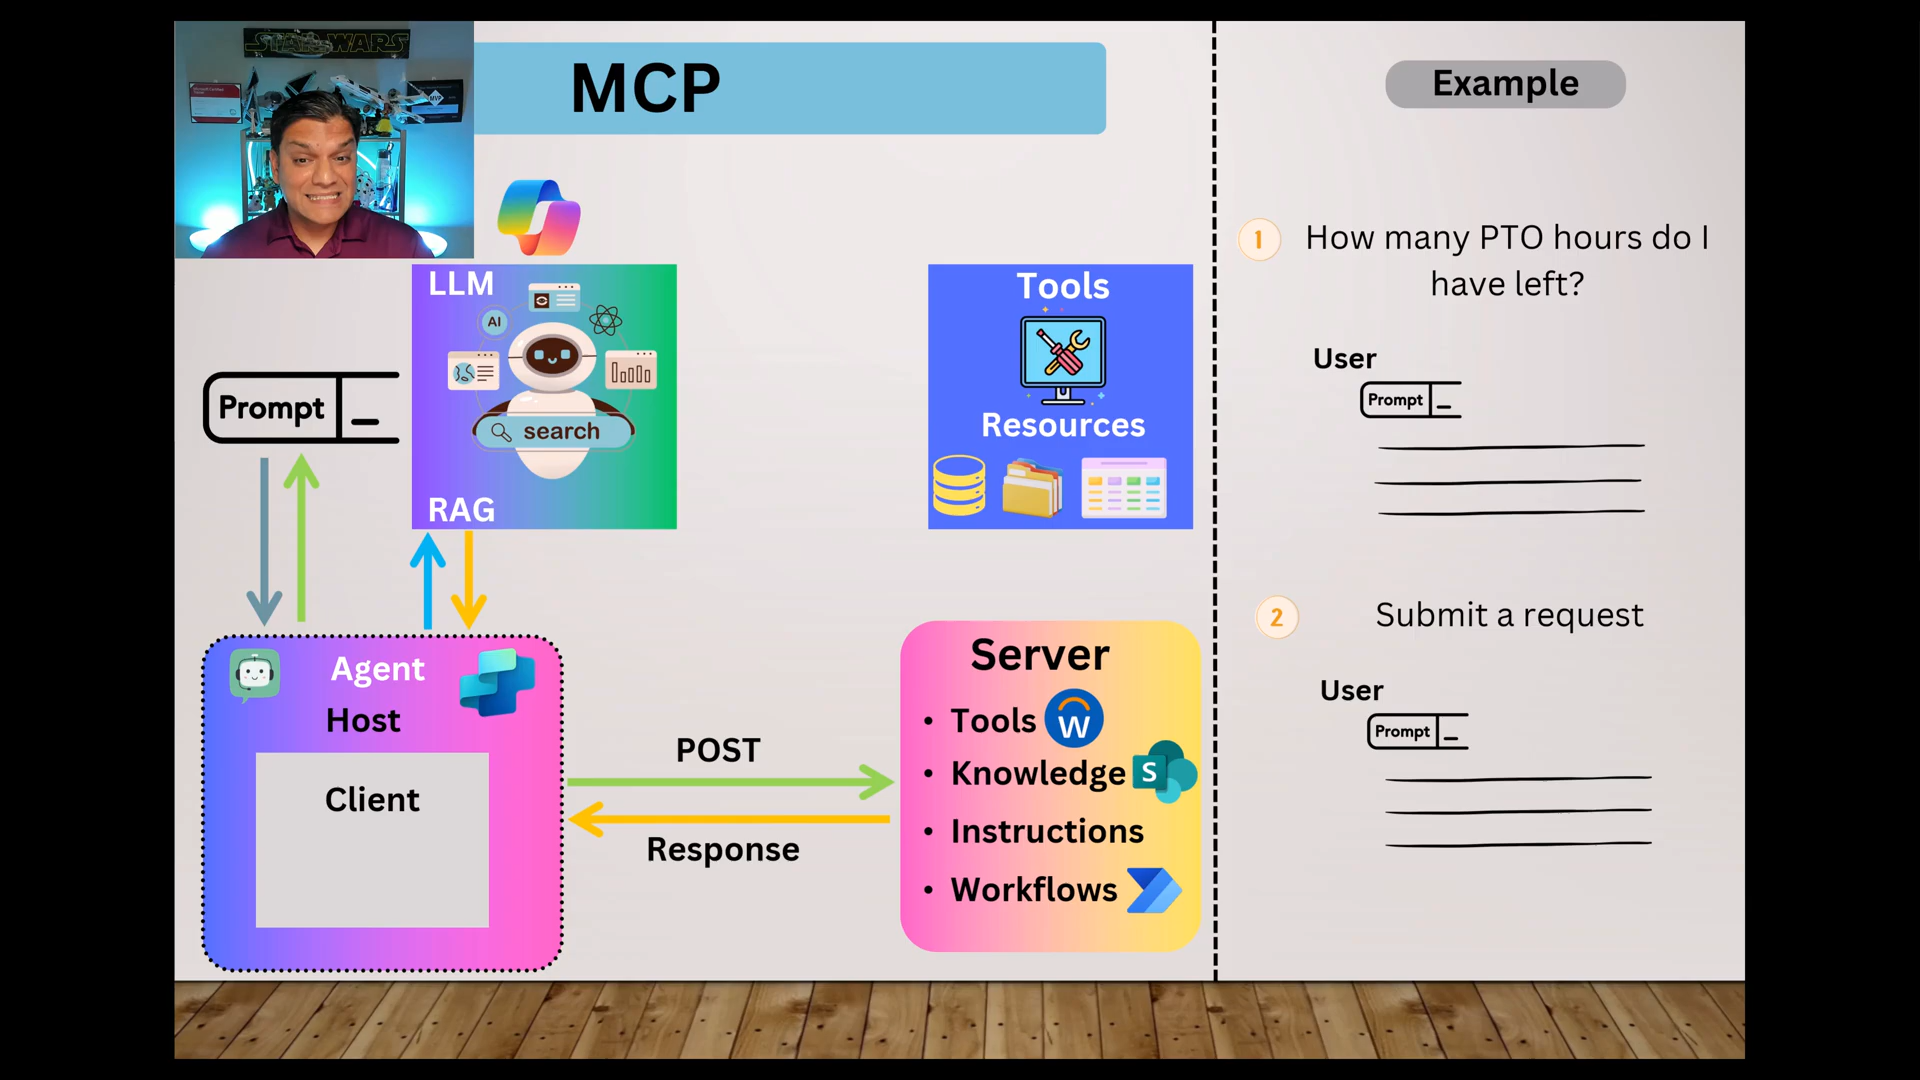 STAR WARS
MVP
MCP
LLM
AI
search
RAG
Prompt _
Agent
Host
Client
POST
Response
Tools
Resources
Server
• Tools W
• Knowledge S
• Instructions
• Workflows
Example
1 How many PTO hours do I
have left?
User
Prompt _
2 Submit a request
User
Prompt _